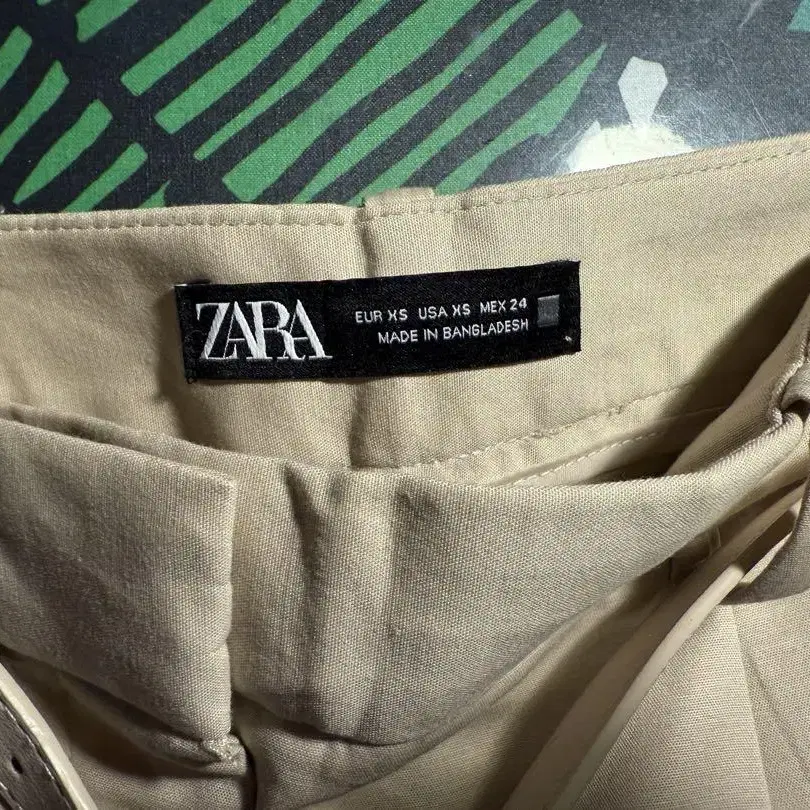 ZARA
EUR XS USA XS MEX 24
MADE IN BANGLADESH